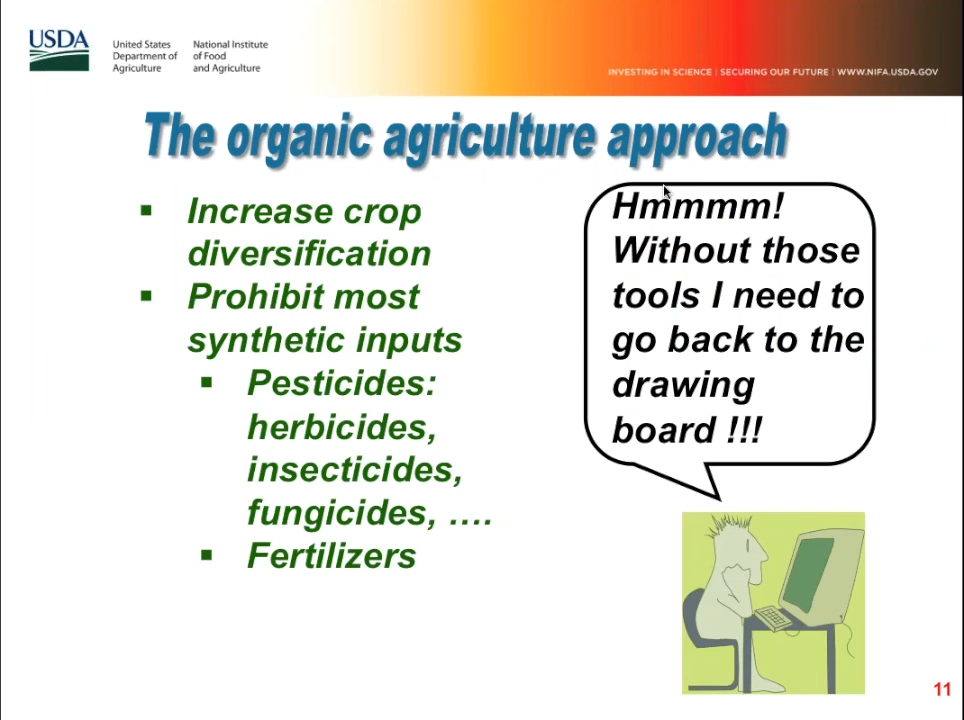 USDA
United States
Department of
Agriculture
National Institute
of Food
and Agriculture
INVESTING IN SCIENCE | SECURING OUR FUTURE | WWW.NIFA.USDA.GOV
The organic agriculture approach
▪ Increase crop
diversification
▪ Prohibit most
synthetic inputs
▪ Pesticides:
herbicides,
insecticides,
fungicides, ….
▪ Fertilizers
Hmmmm!
Without those
tools I need to
go back to the
drawing
board !!!
11